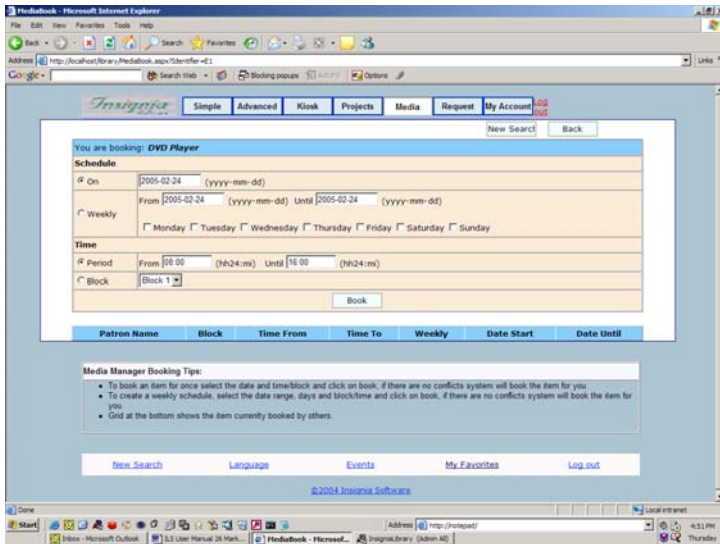 MediaBook - Microsoft Internet Explorer
File Edit View Favorites Tools Help
Back Search Favorites
Address http://localhost/library/MediaBook.aspx?Identifier=E1 Links
Google Search Web Blocking popups Options
Insignia Simple Advanced Kiosk Projects Media Request My Account Log out
New Search Back
You are booking: DVD Player
Schedule
On 2005-02-24 (yyyy-mm-dd)
From 2005-02-24 (yyyy-mm-dd) Until 2005-02-24 (yyyy-mm-dd)
Weekly
Monday Tuesday Wednesday Thursday Friday Saturday Sunday
Time
Period From 08:00 (hh24:mi) Until 16:00 (hh24:mi)
Block Block 1
Book
Patron Name Block Time From Time To Weekly Date Start Date Until
Media Manager Booking Tips:
To book an item for once select the date and time/block and click on book, if there are no conflicts system will book the item for you
To create a weekly schedule, select the date range, days and block/time and click on book, if there are no conflicts system will book the item for
you
Grid at the bottom shows the item currently booked by others.
New Search Language Events My Favorites Log out
©2004 Insignia Software
Done Local intranet
Start Address http://notepad/ 4:51 PM
Inbox - Microsoft Outlook ILS User Manual 26 Mark... MediaBook - Microsof... InsigniaLibrary (Admin All) Thursday